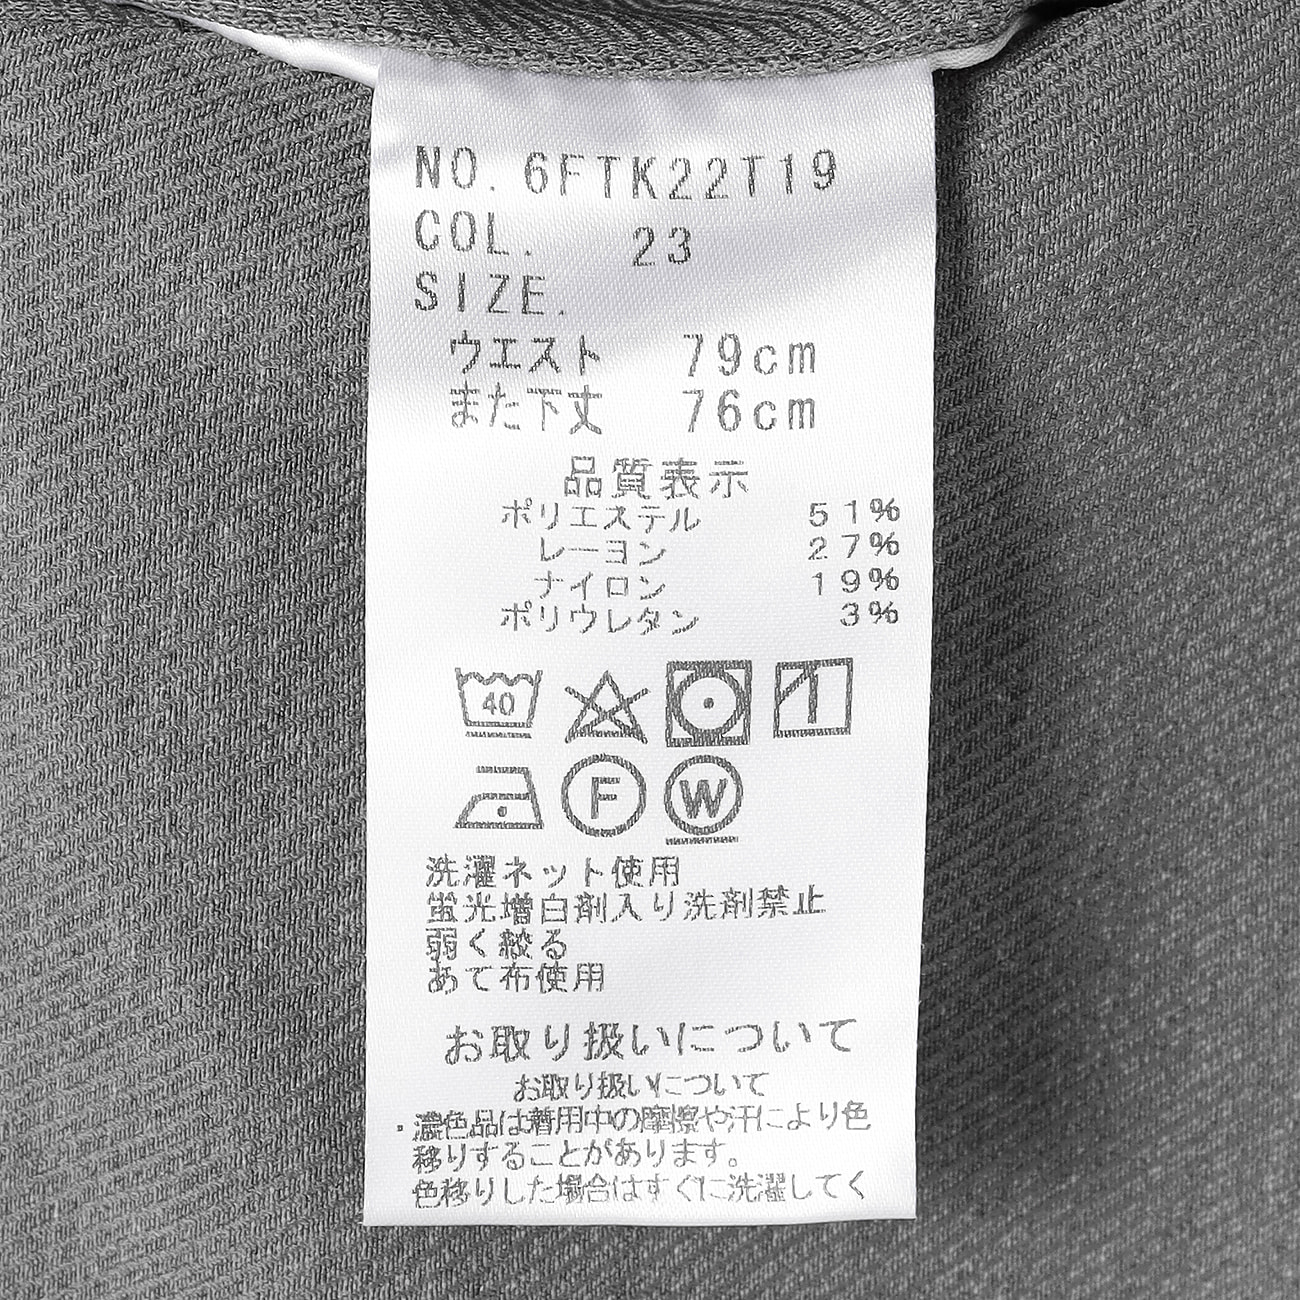 NO. 6FTK22T19
COL. 23
SIZE.
ウエスト 79cm
また下丈 76cm
品質表示
ポリエステル 51%
レーヨン 27%
ナイロン 19%
ポリウレタン 3%
40
F W
洗濯ネット使用
蛍光増白剤入り洗剤禁止
弱く絞る
あて布使用
お取り扱いについて
お取り扱いについて
・濃色品は着用中の摩擦や汗により色
移りすることがあります。
色移りした場合はすぐに洗濯してく